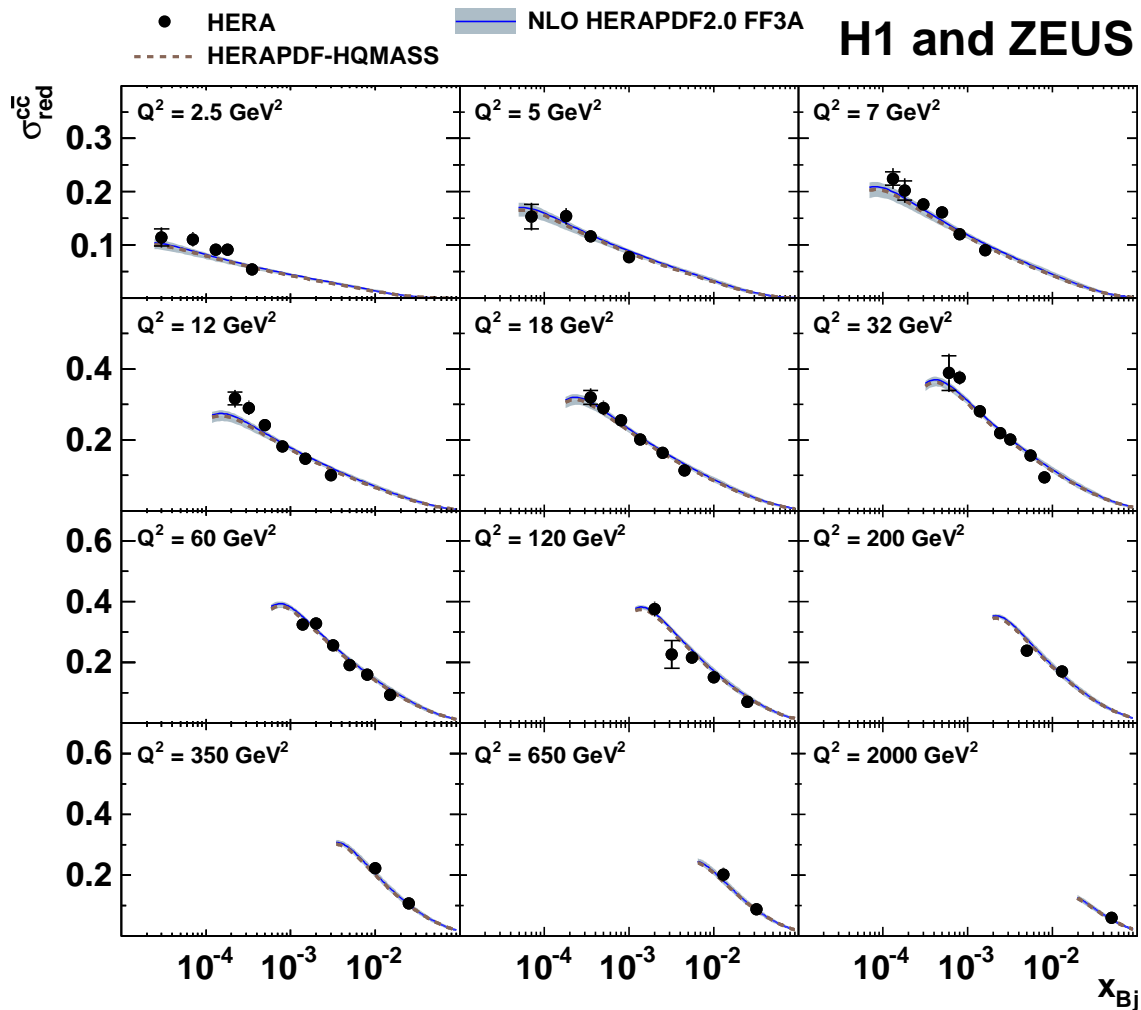 HERA
NLO HERAPDF2.0 FF3A
HERAPDF-HQMASS
H1 and ZEUS
σ_red^cc̅
Q² = 2.5 GeV²
Q² = 5 GeV²
Q² = 7 GeV²
0.3
0.2
0.1
Q² = 12 GeV²
Q² = 18 GeV²
Q² = 32 GeV²
0.4
0.2
Q² = 60 GeV²
Q² = 120 GeV²
Q² = 200 GeV²
0.6
0.4
0.2
Q² = 350 GeV²
Q² = 650 GeV²
Q² = 2000 GeV²
0.6
0.4
0.2
10⁻⁴ 10⁻³ 10⁻² 10⁻⁴ 10⁻³ 10⁻² 10⁻⁴ 10⁻³ 10⁻²
x_Bj